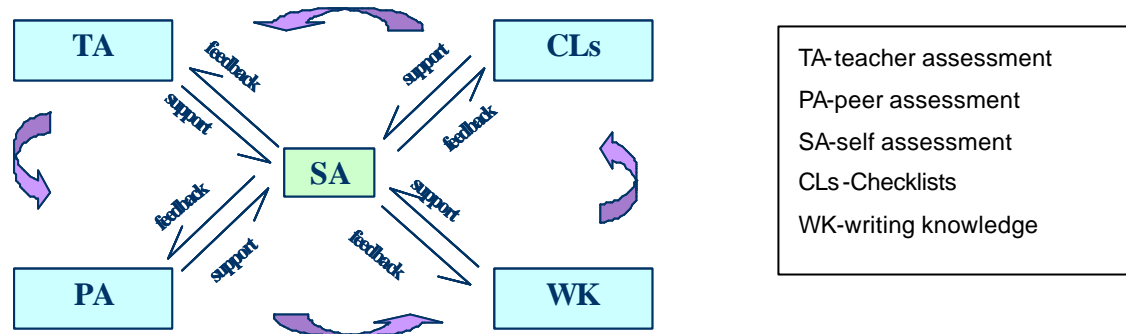 TA
CLs
feedback
support
support
feedback
SA
feedback
support
support
feedback
PA
WK
TA-teacher assessment
PA-peer assessment
SA-self assessment
CLs-Checklists
WK-writing knowledge